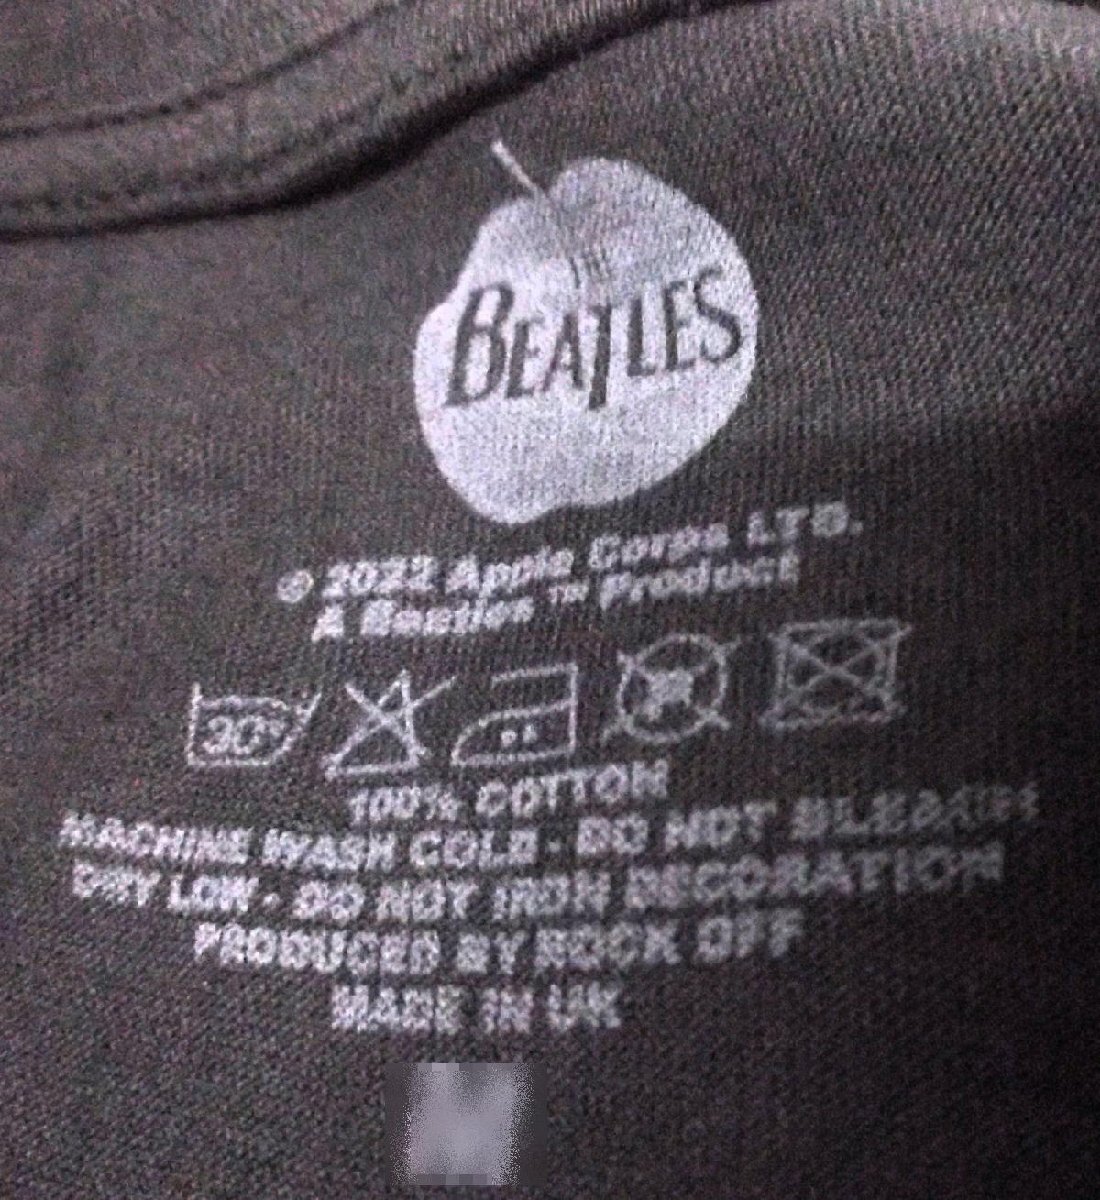 BEATLES
© 2022 Apple Corps LTD.
A Beatles ™ Product
30°
100% COTTON
MACHINE WASH COLD · DO NOT BLEACH
DRY LOW · DO NOT IRON DECORATION
PRODUCED BY ROCK OFF
MADE IN UK